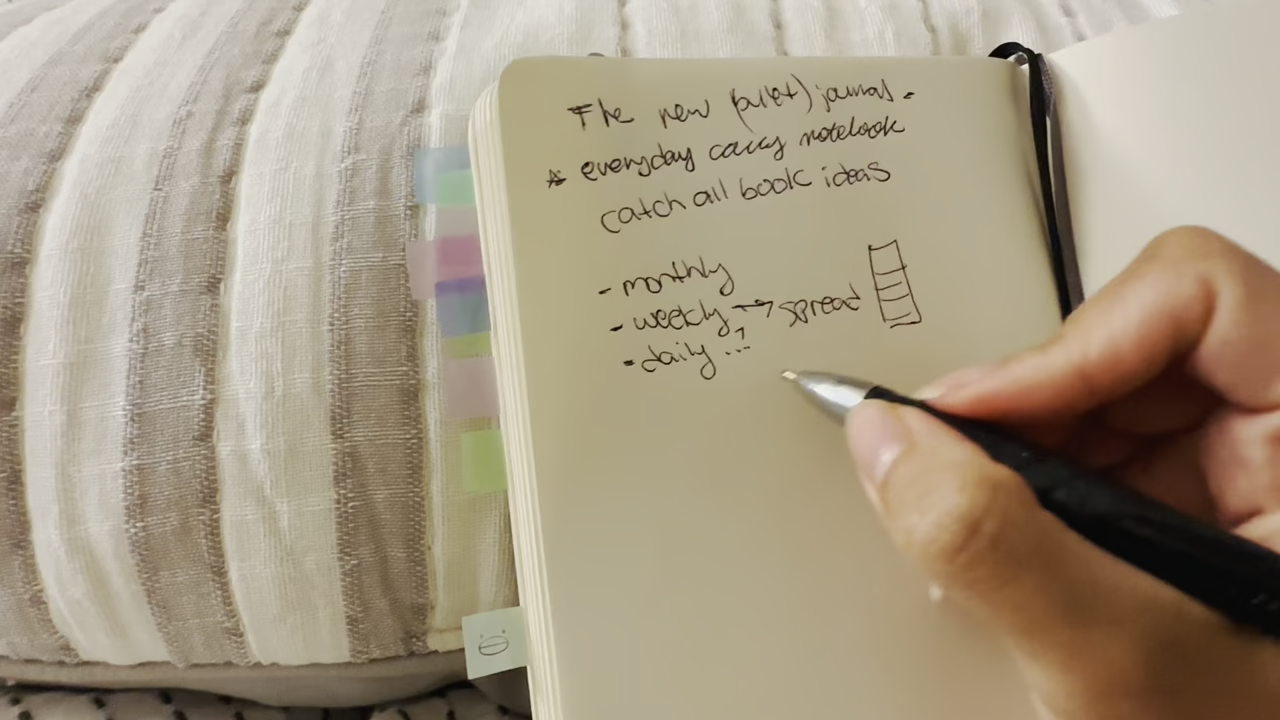 The new (bullet) journal.
* everyday carry notebook
catch all book ideas
- monthly
- weekly → spread
- daily ...?